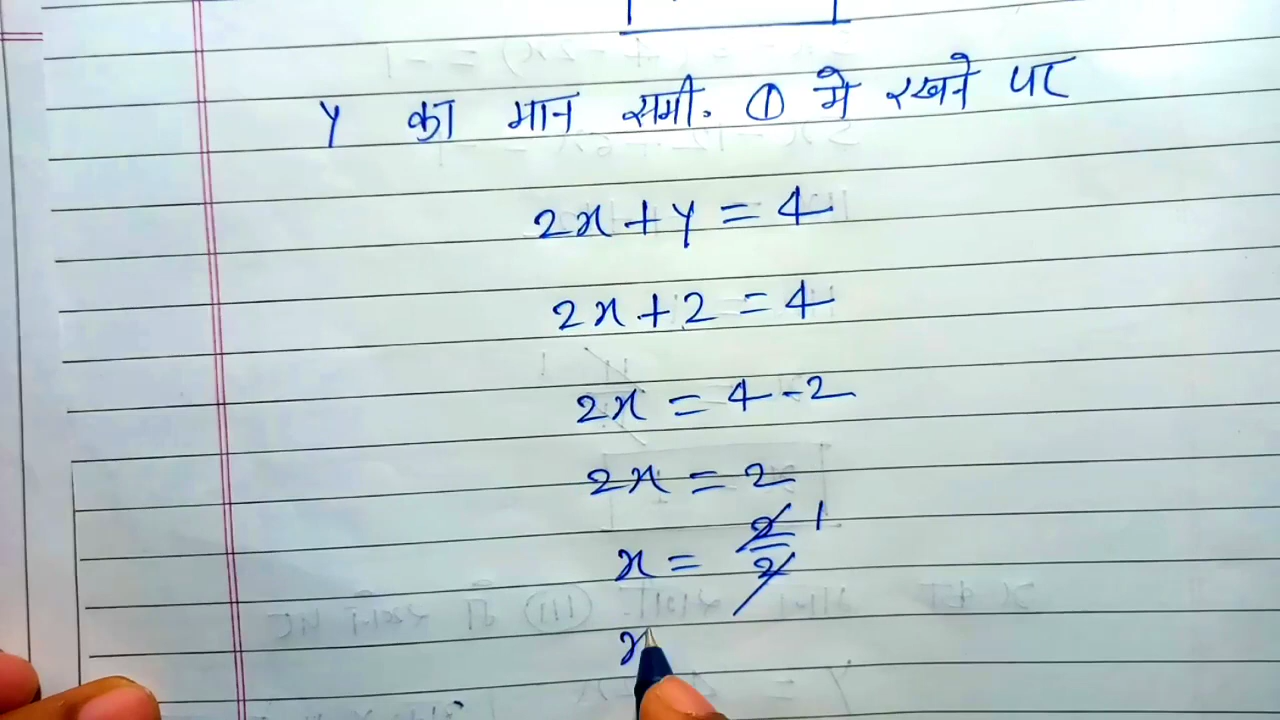 y का मान समी. ① मे रखने पर
2x + y = 4
2x + 2 = 4
2x = 4 - 2
2x = 2
x = 2/2 1
x